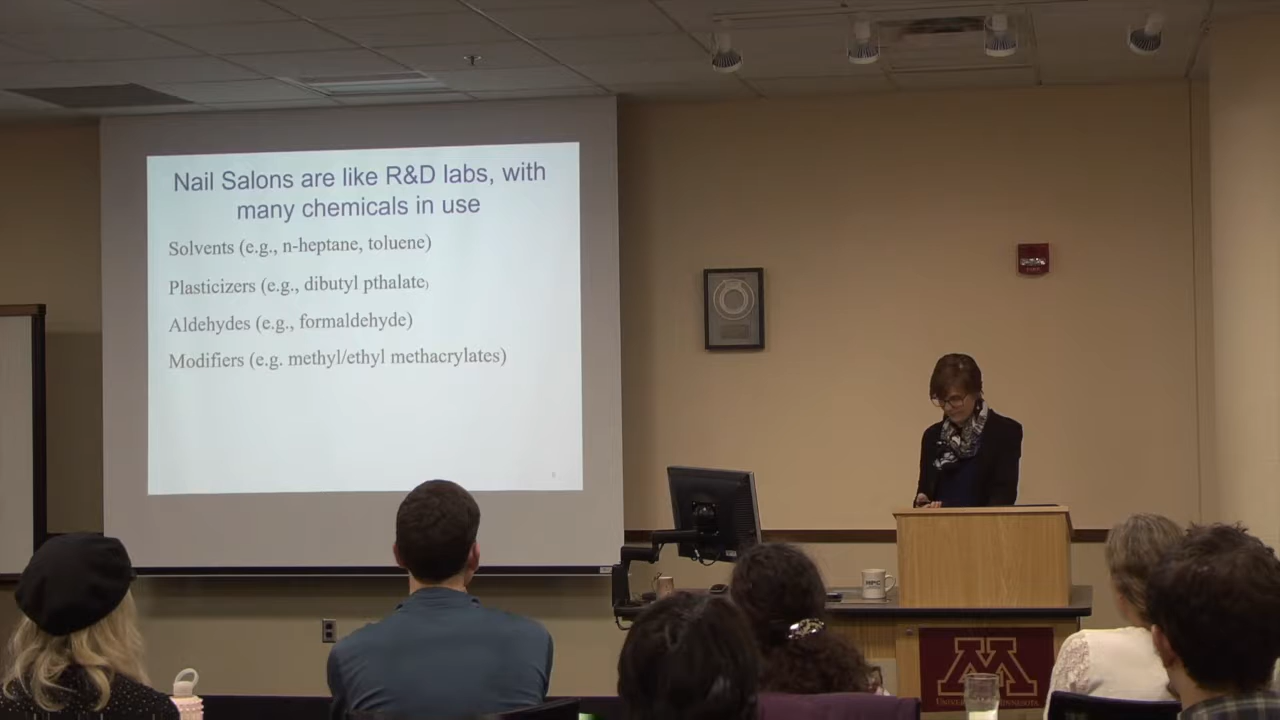 Nail Salons are like R&D labs, with
many chemicals in use
Solvents (e.g., n-heptane, toluene)
Plasticizers (e.g., dibutyl pthalate)
Aldehydes (e.g., formaldehyde)
Modifiers (e.g. methyl/ethyl methacrylates)
M